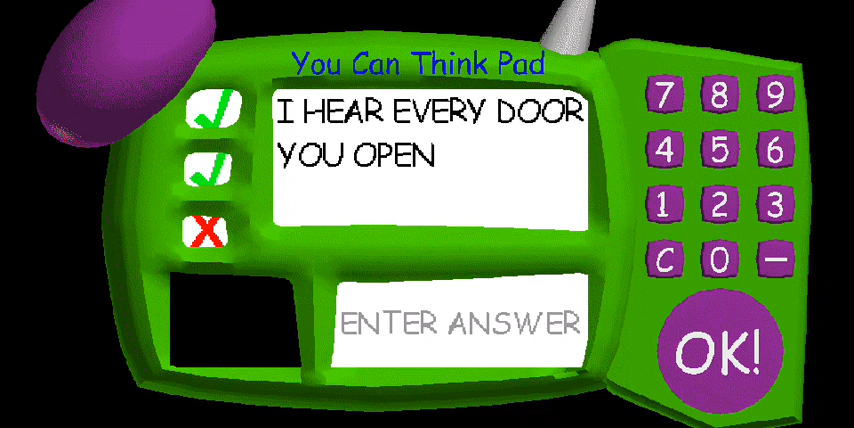 You Can Think Pad
I HEAR EVERY DOOR
YOU OPEN
ENTER ANSWER
7 8 9
4 5 6
1 2 3
C 0 −
OK!